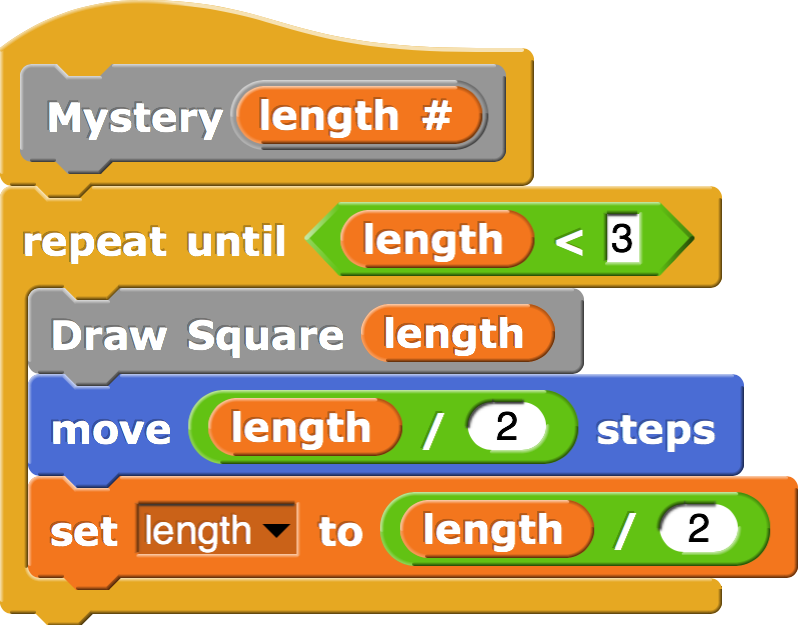 Mystery length #
repeat until length < 3
Draw Square length
move length / 2 steps
set length to length / 2